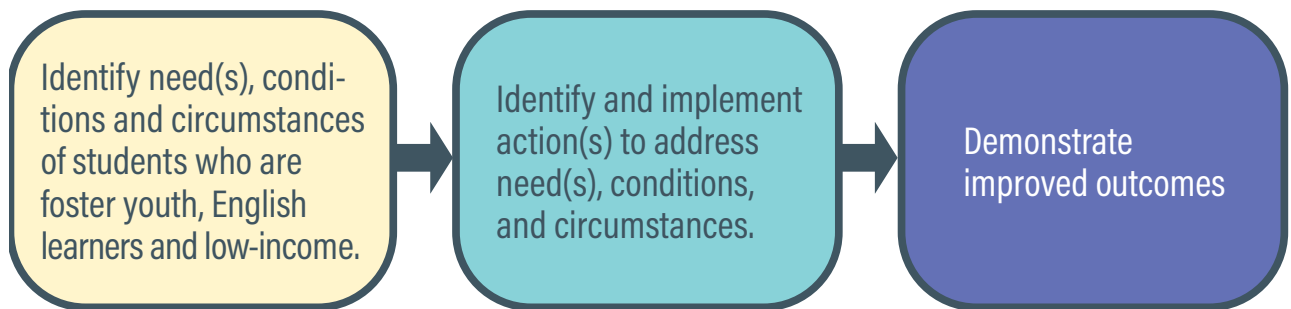 Identify need(s), condi-
tions and circumstances
of students who are
foster youth, English
learners and low-income.
Identify and implement
action(s) to address
need(s), conditions,
and circumstances.
Demonstrate
improved outcomes